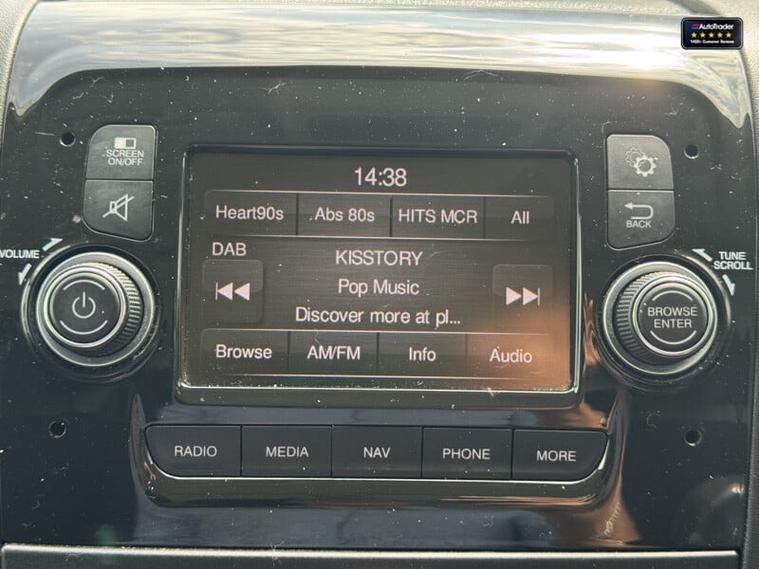 AutoTrader
SCREEN
ON/OFF
14:38
Heart90s Abs 80s HITS MCR All
BACK
DAB
KISSTORY
VOLUME
TUNE
SCROLL
Pop Music
Discover more at pl...
BROWSE
ENTER
Browse AM/FM Info Audio
RADIO MEDIA NAV PHONE MORE